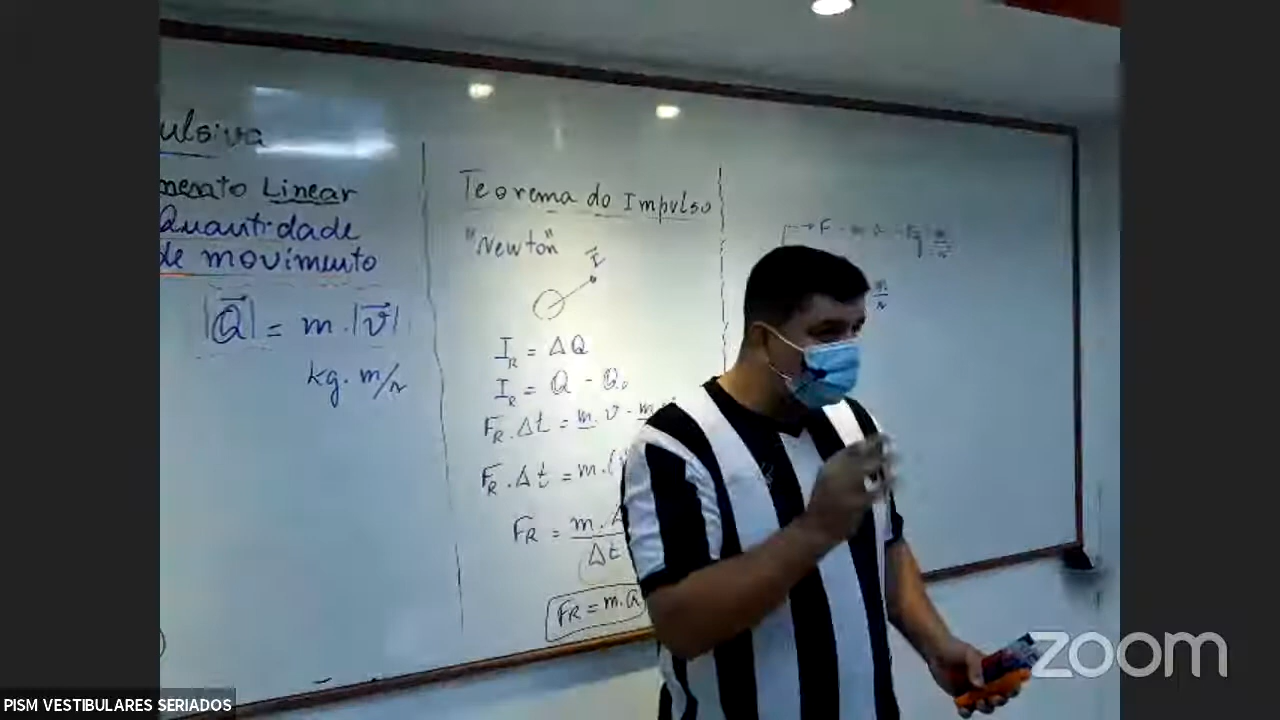 ulsiva
mento Linear
Quantidade
de movimento
|Q⃗| = m.|v⃗|
kg. m/s
Teorema do Impulso
"Newton"
I_R = ΔQ
I_R = Q - Q₀
F_R.Δt = m.v - m
F_R.Δt = m.(
F_R = m.Δ
Δt
F_R = m.a
m
s
zoom
PISM VESTIBULARES SERIADOS